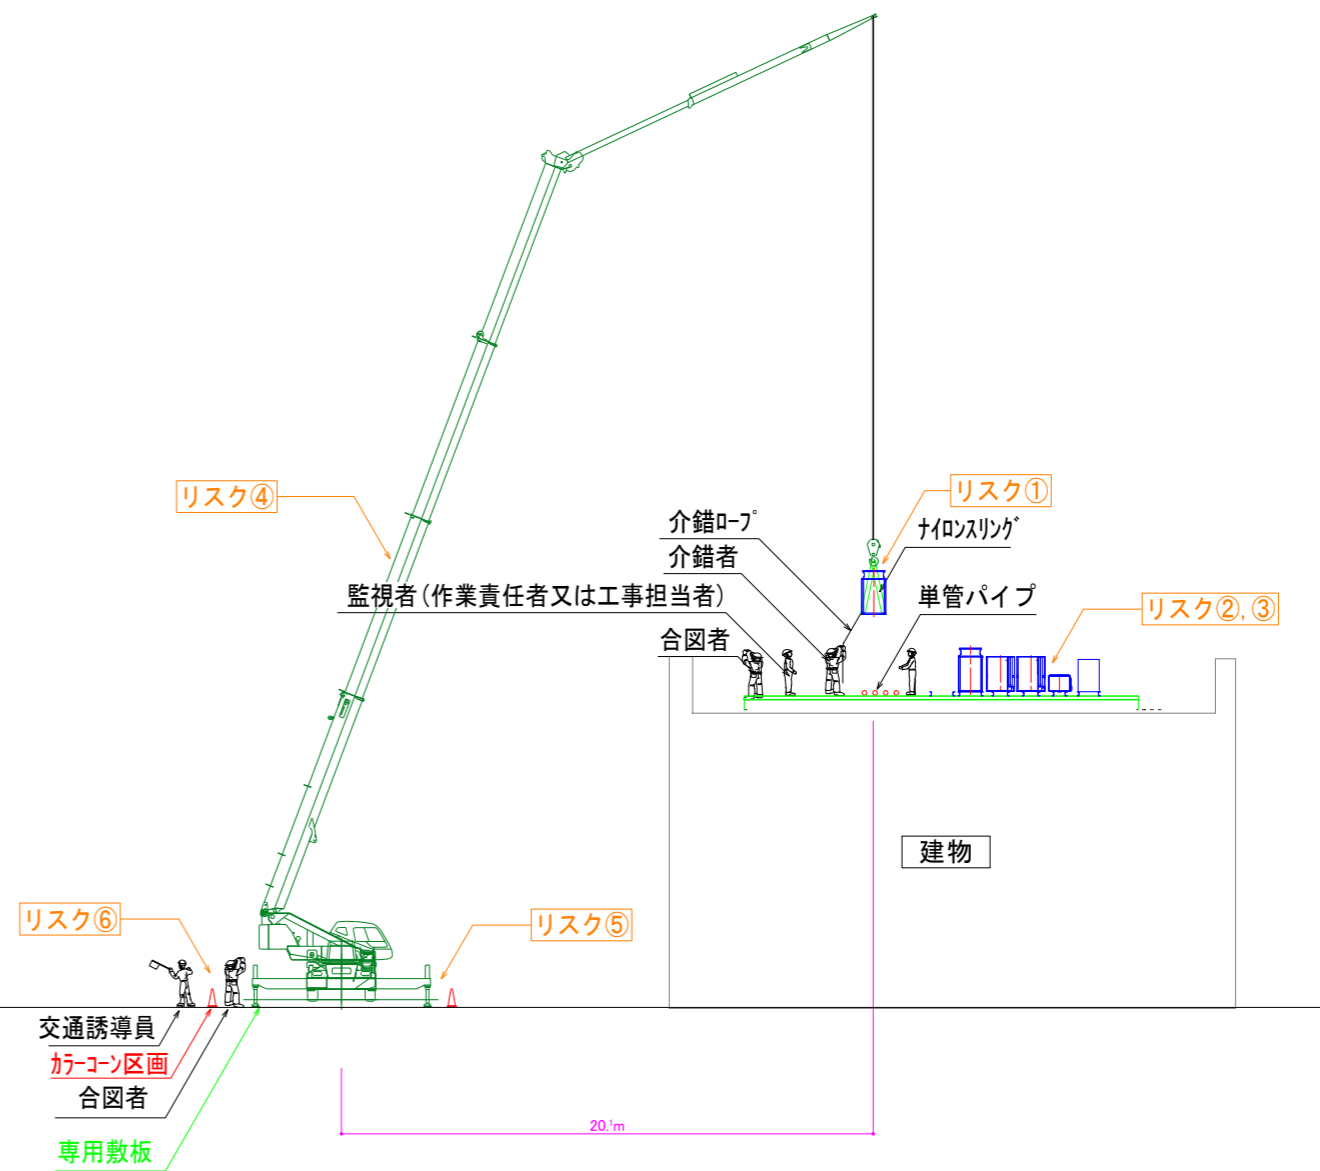 リスク④
リスク①
介錯ロープ
ナイロンスリング
介錯者
監視者(作業責任者又は工事担当者)
単管パイプ
リスク②,③
合図者
建物
リスク⑥
リスク⑤
交通誘導員
カラーコーン区画
合図者
専用敷板
20.1m